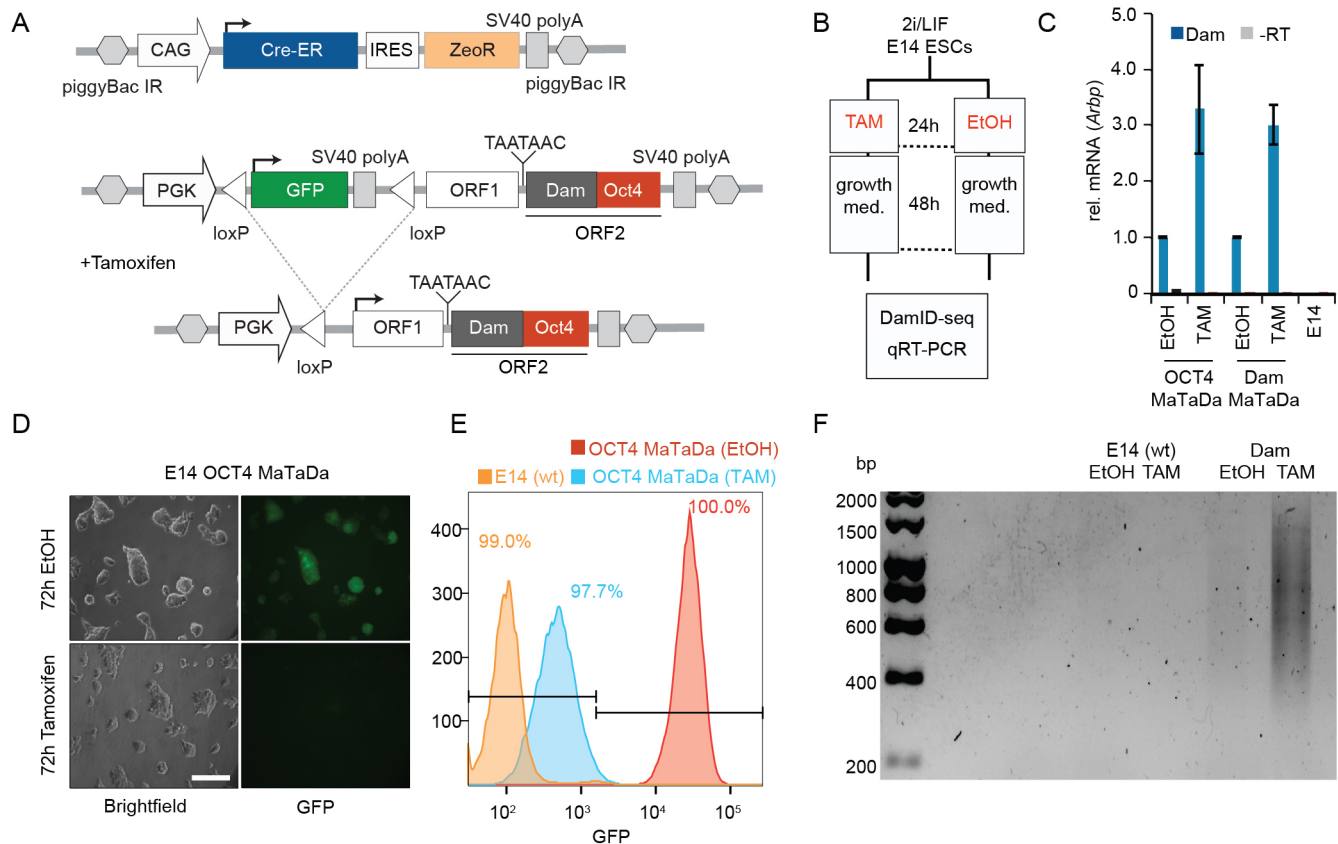 A
SV40 polyA
CAG
Cre-ER
IRES
ZeoR
piggyBac IR
piggyBac IR
TAATAAC
SV40 polyA
SV40 polyA
PGK
GFP
ORF1
Dam
Oct4
loxP
loxP
ORF2
+Tamoxifen
TAATAAC
PGK
ORF1
Dam
Oct4
loxP
ORF2
B
2i/LIF
E14 ESCs
TAM
24h
EtOH
growth
med.
48h
growth
med.
DamID-seq
qRT-PCR
C
Dam
-RT
rel. mRNA (Arbp)
5.0
4.0
3.0
2.0
1.0
0
EtOH
TAM
EtOH
TAM
E14
OCT4
MaTaDa
Dam
MaTaDa
D
E14 OCT4 MaTaDa
72h EtOH
72h Tamoxifen
Brightfield
GFP
E
OCT4 MaTaDa (EtOH)
E14 (wt)
OCT4 MaTaDa (TAM)
100.0%
99.0%
97.7%
400
300
200
100
10²
10³
10⁴
10⁵
GFP
F
bp
E14 (wt)
EtOH TAM
Dam
EtOH TAM
2000
1500
1000
800
600
400
200